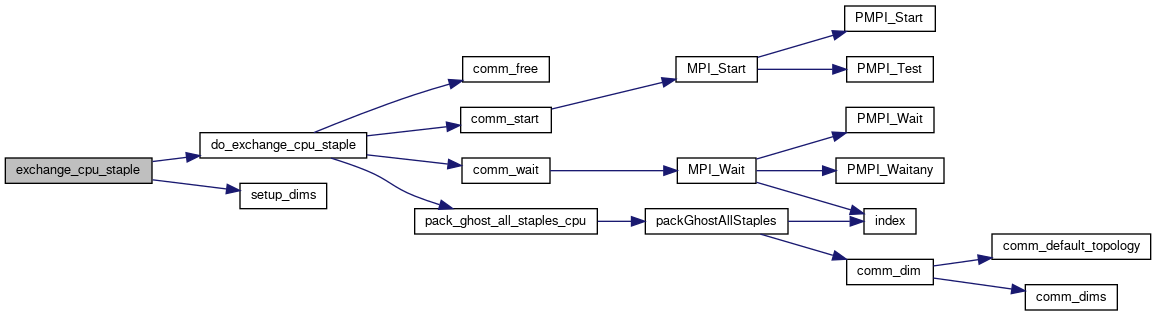 exchange_cpu_staple
do_exchange_cpu_staple
setup_dims
comm_free
comm_start
comm_wait
pack_ghost_all_staples_cpu
MPI_Start
MPI_Wait
packGhostAllStaples
PMPI_Start
PMPI_Test
PMPI_Wait
PMPI_Waitany
index
comm_dim
comm_default_topology
comm_dims